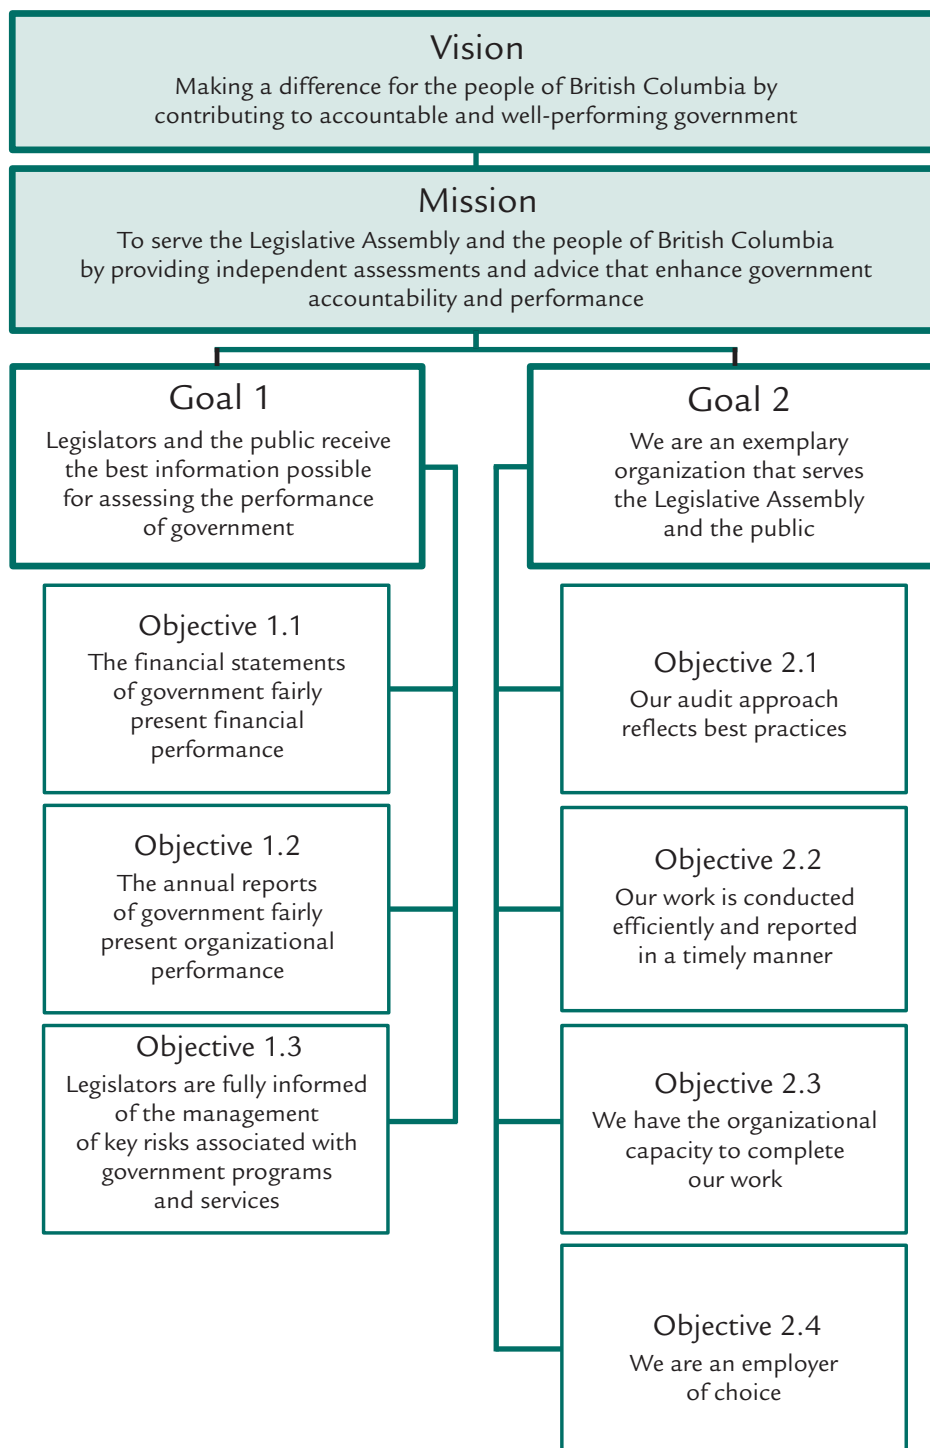 Vision
Making a difference for the people of British Columbia by
contributing to accountable and well-performing government
Mission
To serve the Legislative Assembly and the people of British Columbia
by providing independent assessments and advice that enhance government
accountability and performance
Goal 1
Legislators and the public receive
the best information possible
for assessing the performance
of government
Objective 1.1
The financial statements
of government fairly
present financial
performance
Objective 1.2
The annual reports
of government fairly
present organizational
performance
Objective 1.3
Legislators are fully informed
of the management
of key risks associated with
government programs
and services
Goal 2
We are an exemplary
organization that serves
the Legislative Assembly
and the public
Objective 2.1
Our audit approach
reflects best practices
Objective 2.2
Our work is conducted
efficiently and reported
in a timely manner
Objective 2.3
We have the organizational
capacity to complete
our work
Objective 2.4
We are an employer
of choice